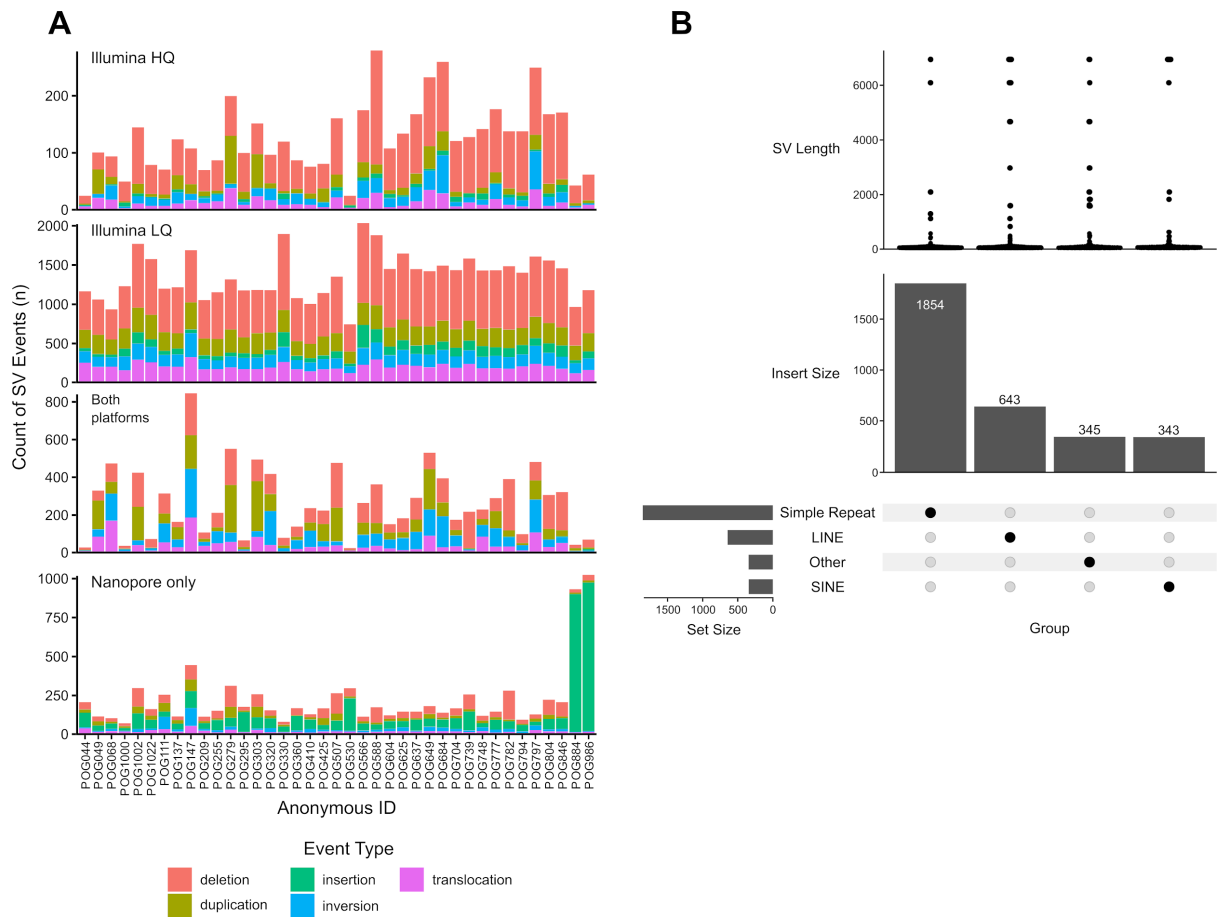 A
B
Illumina HQ
200
100
0
Illumina LQ
2000
1500
1000
500
0
Both
platforms
800
600
400
200
0
Nanopore only
1000
750
500
250
0
Count of SV Events (n)
POG044
POG049
POG068
POG1000
POG1002
POG1022
POG111
POG137
POG147
POG209
POG255
POG279
POG295
POG303
POG320
POG330
POG360
POG410
POG425
POG507
POG530
POG566
POG588
POG604
POG625
POG637
POG649
POG684
POG704
POG739
POG748
POG777
POG782
POG794
POG797
POG804
POG846
POG884
POG986
Anonymous ID
Event Type
deletion
insertion
translocation
duplication
inversion
SV Length
6000
4000
2000
0
Insert Size
1500
1000
500
0
1854
643
345
343
Simple Repeat
LINE
Other
SINE
1500 1000 500 0
Set Size
Group